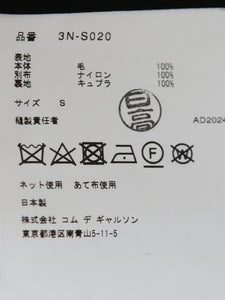 品番 3N-S020
表地
本体 毛 100%
別布 ナイロン 100%
裏地 キュプラ 100%
サイズ S
縫製責任者
AD2024
ネット使用 あて布使用
日本製
株式会社 コム デ ギャルソン
東京都港区南青山5-11-5